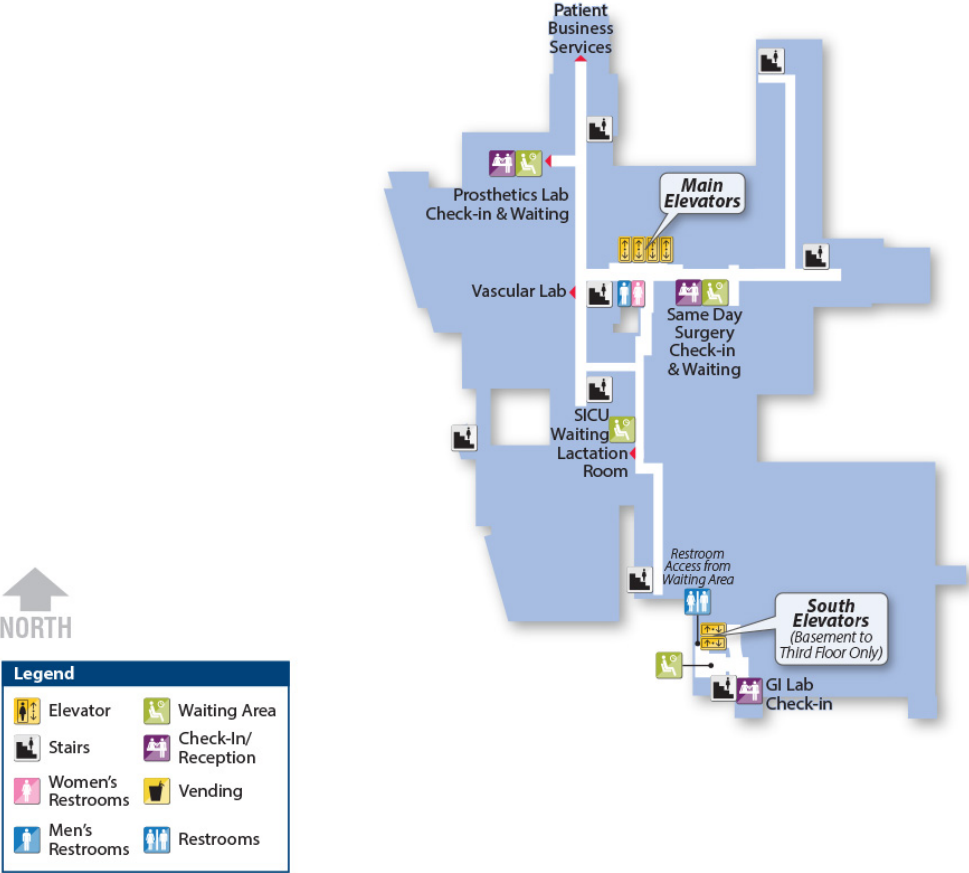 Patient
Business
Services
Prosthetics Lab
Check-in & Waiting
Main
Elevators
Vascular Lab
Same Day
Surgery
Check-in
& Waiting
SICU
Waiting
Lactation
Room
Restroom
Access from
Waiting Area
South
Elevators
(Basement to
Third Floor Only)
GI Lab
Check-in
NORTH
Legend
Elevator
Waiting Area
Stairs
Check-In/
Reception
Women's
Restrooms
Vending
Men's
Restrooms
Restrooms